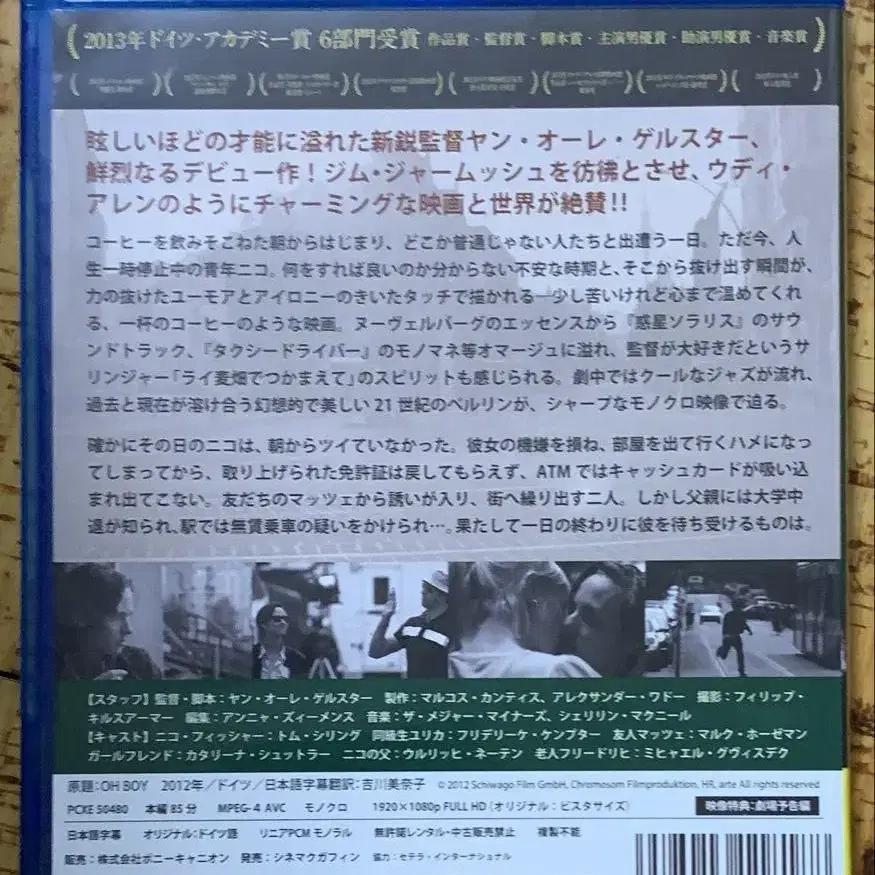 2013年ドイツ・アカデミー賞 6部門受賞 作品賞・監督賞・脚本賞・主演男優賞・助演男優賞・音楽賞
眩しいほどの才能に溢れた新鋭監督ヤン・オーレ・ゲルスター、
鮮烈なるデビュー作！ジム・ジャームッシュを彷彿とさせ、ウディ・
アレンのようにチャーミングな映画と世界が絶賛!!
コーヒーを飲みそこねた朝からはじまり、どこか普通じゃない人たちと出遭う一日。ただ今、人
生一時停止中の青年ニコ。何をすれば良いのか分からない不安な時期と、そこから抜け出す瞬間が、
力の抜けたユーモアとアイロニーのきいたタッチで描かれる―少し苦いけれど心まで温めてくれ
る、一杯のコーヒーのような映画。ヌーヴェルバーグのエッセンスから『惑星ソラリス』のサウ
ンドトラック、『タクシードライバー』のモノマネ等オマージュに溢れ、監督が大好きだというサ
リンジャー「ライ麦畑でつかまえて」のスピリットも感じられる。劇中ではクールなジャズが流れ、
過去と現在が溶け合う幻想的で美しい21世紀のベルリンが、シャープなモノクロ映像で迫る。
確かにその日のニコは、朝からツイていなかった。彼女の機嫌を損ね、部屋を出て行くハメになっ
てしまってから、取り上げられた免許証は戻してもらえず、ATMではキャッシュカードが吸い込
まれ出てこない。友だちのマッツェから誘いが入り、街へ繰り出す二人。しかし父親には大学中
退が知られ、駅では無賃乗車の疑いをかけられ…。果たして一日の終わりに彼を待ち受けるものは。
【スタッフ】監督・脚本：ヤン・オーレ・ゲルスター 製作：マルコス・カンティス、アレクサンダー・ワドー 撮影：フィリップ・
キルスアーマー 編集：アンニャ・ズィーメンス 音楽：ザ・メジャー・マイナーズ、シェリリン・マクニール
【キャスト】ニコ・フィッシャー：トム・シリング 同級生ユリカ：フリデリーケ・ケンプター 友人マッツェ：マルク・ホーゼマン
ガールフレンド：カタリーナ・シュットラー ニコの父：ウルリッヒ・ネーテン 老人フリードリヒ：ミヒャエル・グヴィスデク
原題：OH BOY 2012年／ドイツ／日本語字幕翻訳：吉川美奈子 © 2012 Schiwago Film GmbH, Chromosom Filmproduktion, HR, arte All rights reserved
PCXE 50480 本編85分 MPEG-4 AVC モノクロ 1920×1080p FULL HD（オリジナル：ビスタサイズ） 映像特典：劇場予告編
日本語字幕 オリジナル：ドイツ語 リニアPCM モノラル 無許諾レンタル・中古販売禁止 複製不能
販売：株式会社ポニーキャニオン 発売：シネマクガフィン 協力：セテラ・インターナショナル